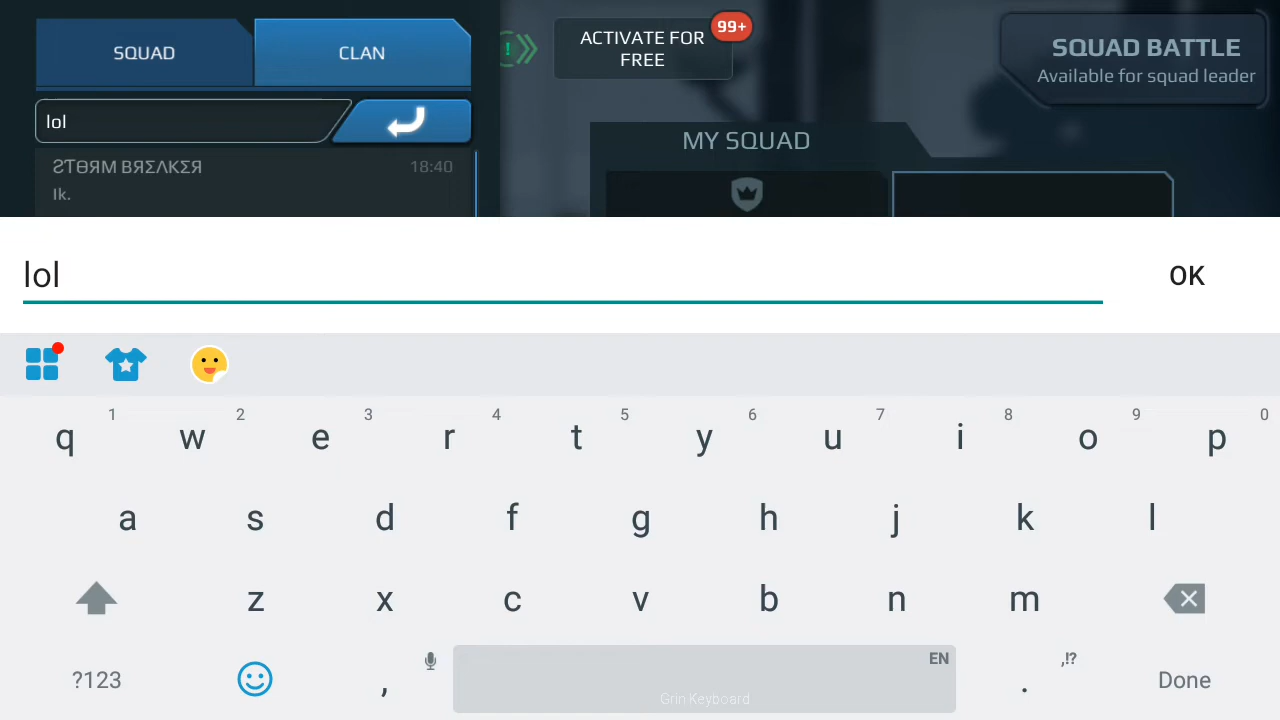 SQUAD
CLAN
ACTIVATE FOR
FREE
99+
SQUAD BATTLE
Available for squad leader
lol
MY SQUAD
ƧTѲЯM BЯΣΛKΣЯ
18:40
Ik.
lol
OK
1 2 3 4 5 6 7 8 9 0
q w e r t y u i o p
a s d f g h j k l
z x c v b n m
?123
,
EN
Grin Keyboard
,!?
.
Done